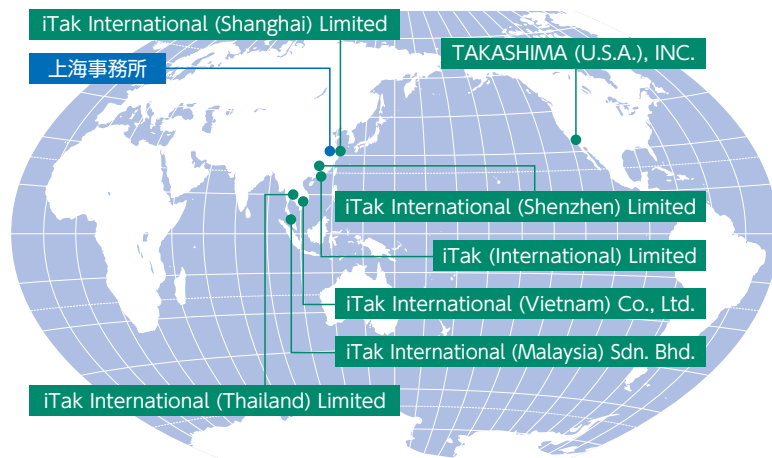 iTak International (Shanghai) Limited
上海事務所
TAKASHIMA (U.S.A.), INC.
iTak International (Shenzhen) Limited
iTak (International) Limited
iTak International (Vietnam) Co., Ltd.
iTak International (Malaysia) Sdn. Bhd.
iTak International (Thailand) Limited